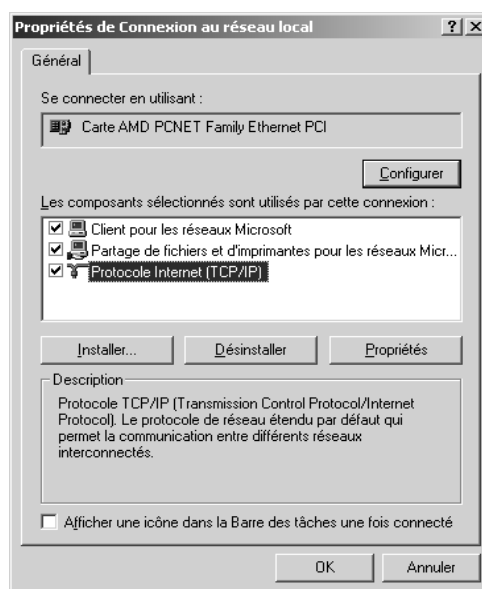 Propriétés de Connexion au réseau local
Général
Se connecter en utilisant :
Carte AMD PCNET Family Ethernet PCI
Configurer
Les composants sélectionnés sont utilisés par cette connexion :
Client pour les réseaux Microsoft
Partage de fichiers et d'imprimantes pour les réseaux Micr...
Protocole Internet (TCP/IP)
Installer...
Désinstaller
Propriétés
Description
Protocole TCP/IP (Transmission Control Protocol/Internet
Protocol). Le protocole de réseau étendu par défaut qui
permet la communication entre différents réseaux
interconnectés.
Afficher une icône dans la Barre des tâches une fois connecté
OK
Annuler